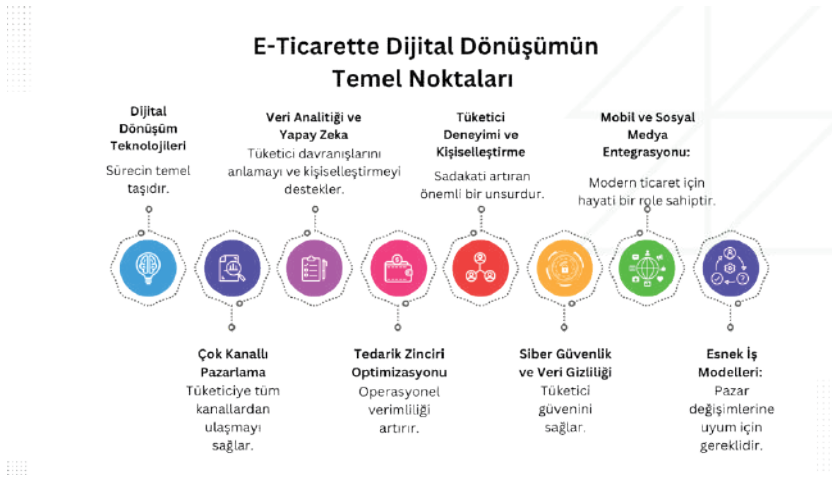 E-Ticarette Dijital Dönüşümün
Temel Noktaları
Dijital
Dönüşüm
Teknolojileri
Sürecin temel
taşıdır.
Veri Analitiği ve
Yapay Zeka
Tüketici davranışlarını
anlamayı ve kişiselleştirmeyi
destekler.
Tüketici
Deneyimi ve
Kişiselleştirme
Sadakati artıran
önemli bir unsurdur.
Mobil ve Sosyal
Medya
Entegrasyonu:
Modern ticaret için
hayati bir role sahiptir.
Çok Kanallı
Pazarlama
Tüketiciye tüm
kanallardan
ulaşmayı
sağlar.
Tedarik Zinciri
Optimizasyonu
Operasyonel
verimliliği
artırır.
Siber Güvenlik
ve Veri Gizliliği
Tüketici
güvenini
sağlar.
Esnek İş
Modelleri:
Pazar
değişimlerine
uyum için
gereklidir.